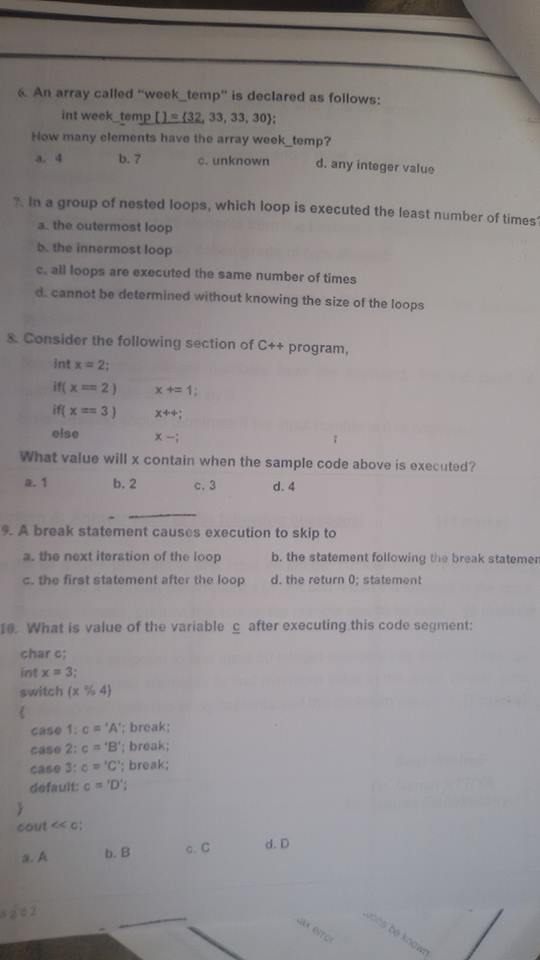 6. An array called "week_temp" is declared as follows:
int week_temp [ ] = {32, 33, 33, 30};
How many elements have the array week_temp?
a. 4 b. 7 c. unknown d. any integer value
7. In a group of nested loops, which loop is executed the least number of times?
a. the outermost loop
b. the innermost loop
c. all loops are executed the same number of times
d. cannot be determined without knowing the size of the loops
8. Consider the following section of C++ program,
int x = 2;
if( x == 2 ) x += 1;
if( x == 3 ) x++;
else x --;
What value will x contain when the sample code above is executed?
a. 1 b. 2 c. 3 d. 4
9. A break statement causes execution to skip to
a. the next iteration of the loop b. the statement following the break statemen
c. the first statement after the loop d. the return 0; statement
10. What is value of the variable c after executing this code segment:
char c;
int x = 3;
switch (x % 4)
{
case 1: c = 'A'; break;
case 2: c = 'B'; break;
case 3: c = 'C'; break;
default: c = 'D';
}
cout << c;
a. A b. B c. C d. D
error
be known